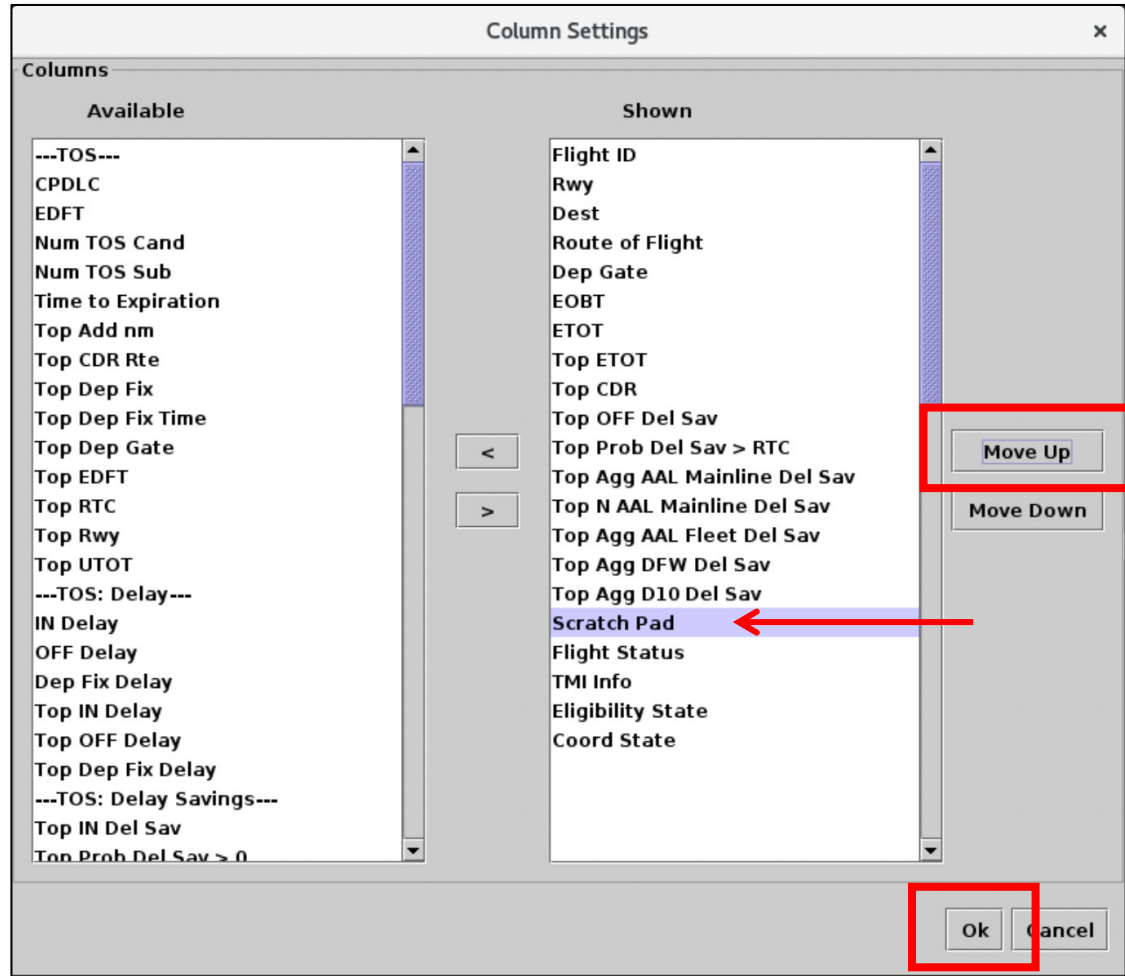 Column Settings
×
Columns
Available
---TOS---
CPDLC
EDFT
Num TOS Cand
Num TOS Sub
Time to Expiration
Top Add nm
Top CDR Rte
Top Dep Fix
Top Dep Fix Time
Top Dep Gate
Top EDFT
Top RTC
Top Rwy
Top UTOT
---TOS: Delay---
IN Delay
OFF Delay
Dep Fix Delay
Top IN Delay
Top OFF Delay
Top Dep Fix Delay
---TOS: Delay Savings---
Top IN Del Sav
Top Prob Del Sav > 0
<
>
Shown
Flight ID
Rwy
Dest
Route of Flight
Dep Gate
EOBT
ETOT
Top ETOT
Top CDR
Top OFF Del Sav
Top Prob Del Sav > RTC
Top Agg AAL Mainline Del Sav
Top N AAL Mainline Del Sav
Top Agg AAL Fleet Del Sav
Top Agg DFW Del Sav
Top Agg D10 Del Sav
Scratch Pad
Flight Status
TMI Info
Eligibility State
Coord State
Move Up
Move Down
Ok
Cancel